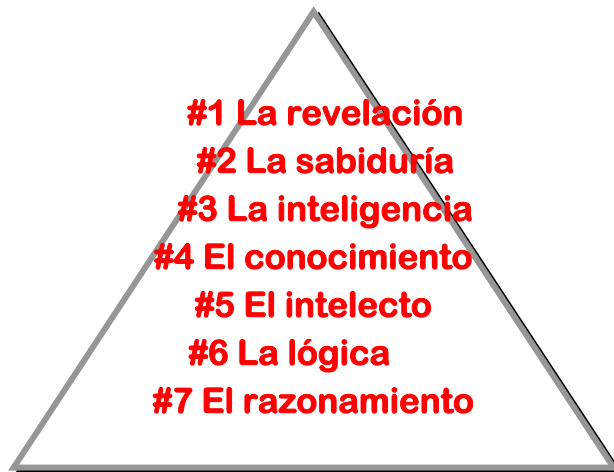 #1 La revelación
#2 La sabiduría
#3 La inteligencia
#4 El conocimiento
#5 El intelecto
#6 La lógica
#7 El razonamiento